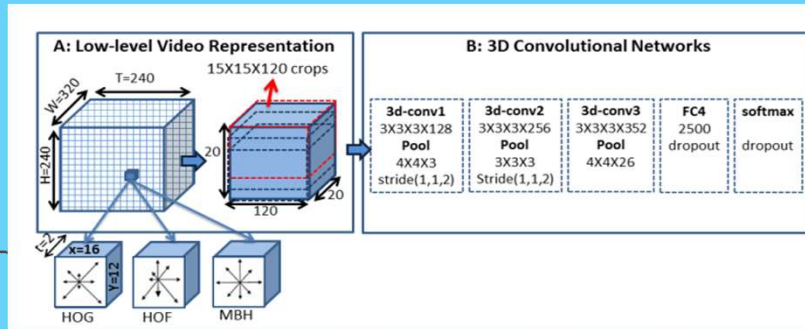 A: Low-level Video Representation
15X15X120 crops
T=240
W=320
H=240
20
120
20
t=2
x=16
Y=12
HOG
HOF
MBH
B: 3D Convolutional Networks
3d-conv1
3X3X3X128
Pool
4X4X3
stride(1,1,2)
3d-conv2
3X3X3X256
Pool
3X3X3
Stride(1,1,2)
3d-conv3
3X3X3X352
Pool
4X4X26
FC4
2500
dropout
softmax
dropout